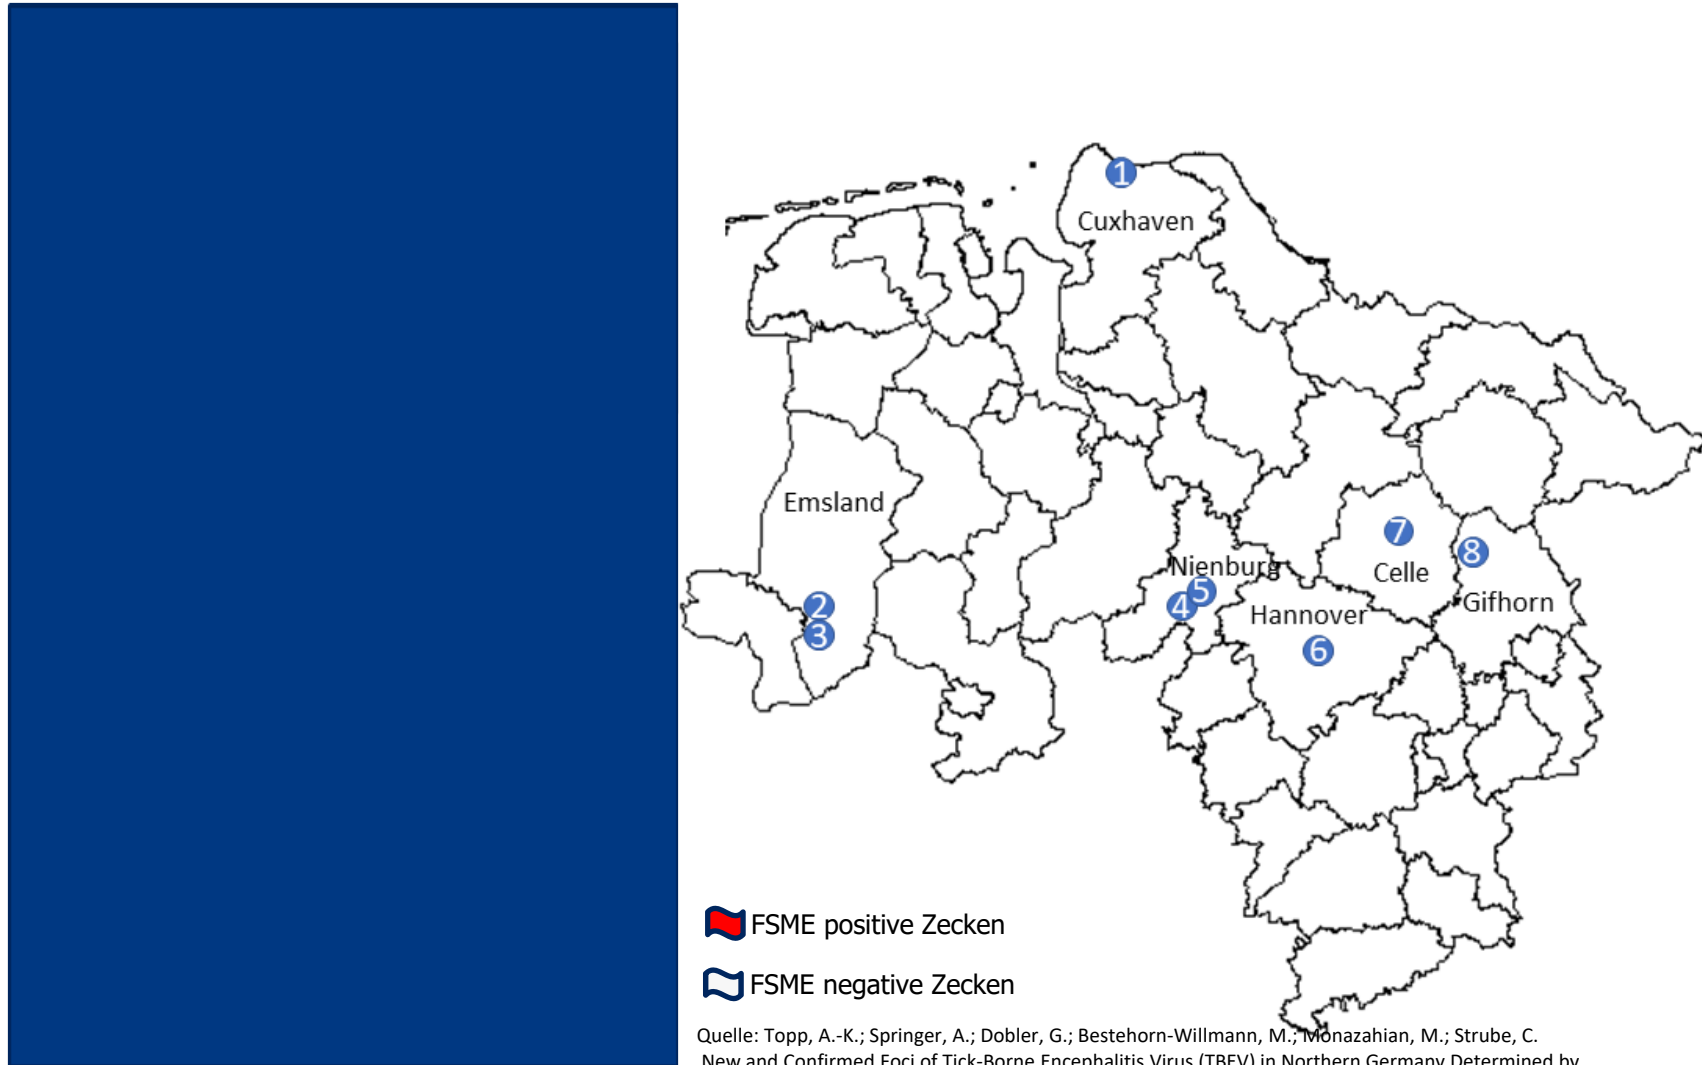 1
Cuxhaven
Emsland
7
8
Nienburg
Celle
5
2
4
Gifhorn
Hannover
3
6
FSME positive Zecken
FSME negative Zecken
Quelle: Topp, A.-K.; Springer, A.; Dobler, G.; Bestehorn-Willmann, M.; Monazahian, M.; Strube, C.
New and Confirmed Foci of Tick-Borne Encephalitis Virus (TBEV) in Northern Germany Determined by